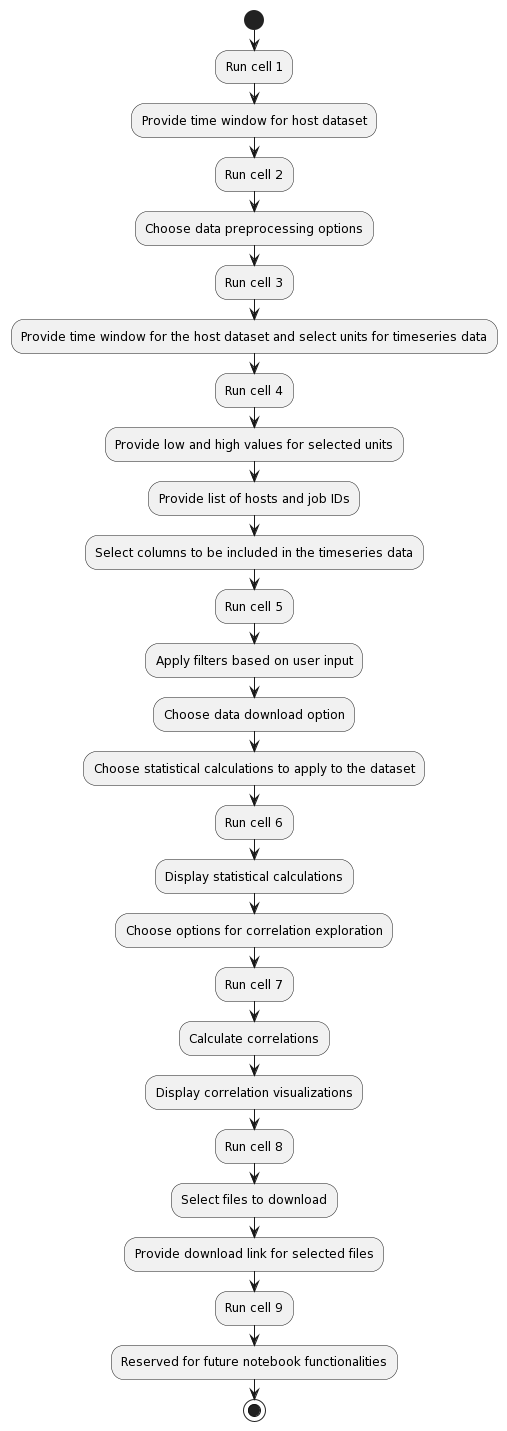 Run cell 1
Provide time window for host dataset
Run cell 2
Choose data preprocessing options
Run cell 3
Provide time window for the host dataset and select units for timeseries data
Run cell 4
Provide low and high values for selected units
Provide list of hosts and job IDs
Select columns to be included in the timeseries data
Run cell 5
Apply filters based on user input
Choose data download option
Choose statistical calculations to apply to the dataset
Run cell 6
Display statistical calculations
Choose options for correlation exploration
Run cell 7
Calculate correlations
Display correlation visualizations
Run cell 8
Select files to download
Provide download link for selected files
Run cell 9
Reserved for future notebook functionalities